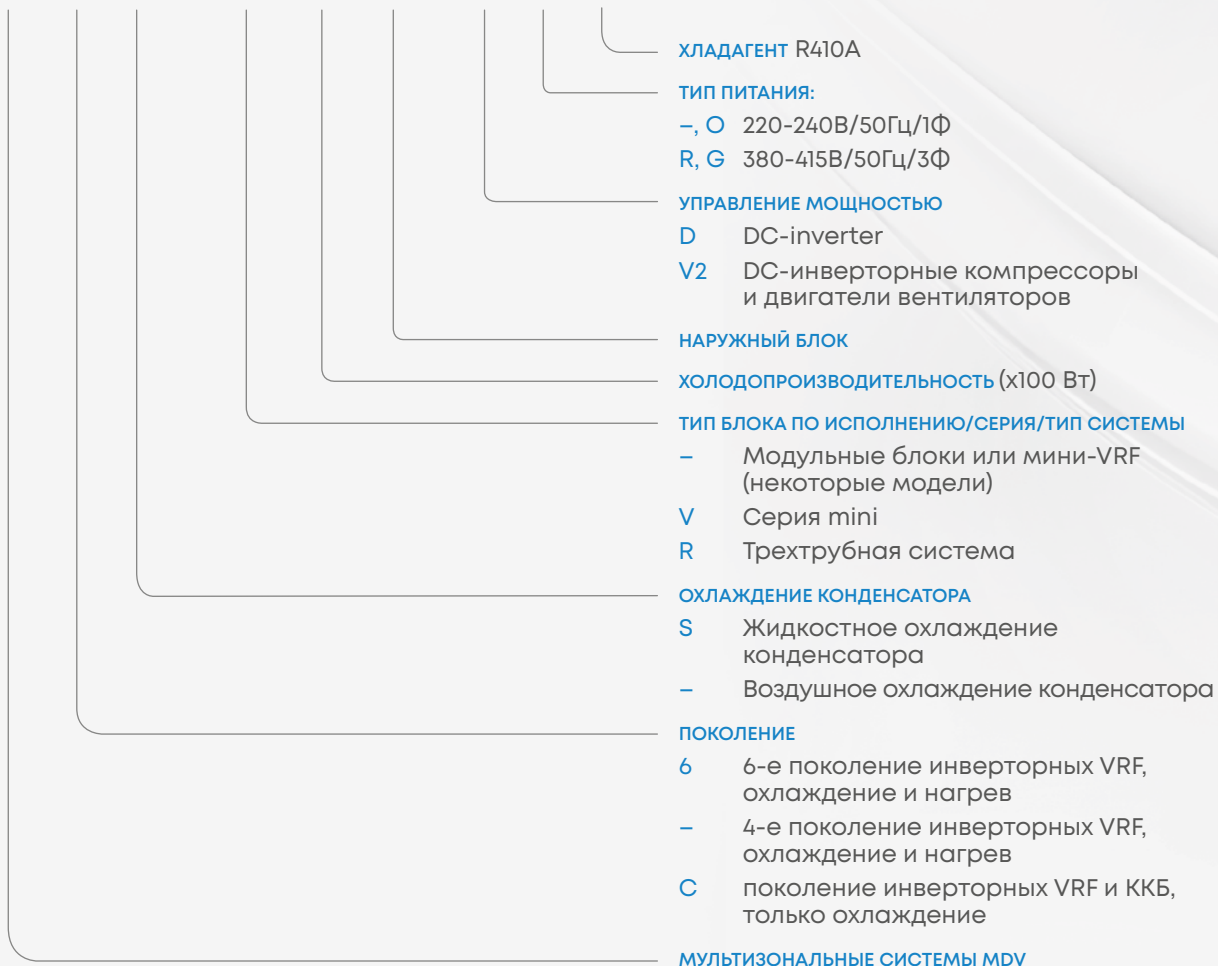 ХЛАДАГЕНТ R410A
ТИП ПИТАНИЯ:
–, O 220-240В/50Гц/1Ф
R, G 380-415В/50Гц/3Ф
УПРАВЛЕНИЕ МОЩНОСТЬЮ
D DC-inverter
V2 DC-инверторные компрессоры
и двигатели вентиляторов
НАРУЖНЫЙ БЛОК
ХОЛОДОПРОИЗВОДИТЕЛЬНОСТЬ (x100 Вт)
ТИП БЛОКА ПО ИСПОЛНЕНИЮ/СЕРИЯ/ТИП СИСТЕМЫ
– Модульные блоки или мини-VRF
(некоторые модели)
V Серия mini
R Трехтрубная система
ОХЛАЖДЕНИЕ КОНДЕНСАТОРА
S Жидкостное охлаждение
конденсатора
– Воздушное охлаждение конденсатора
ПОКОЛЕНИЕ
6 6-е поколение инверторных VRF,
охлаждение и нагрев
– 4-е поколение инверторных VRF,
охлаждение и нагрев
C поколение инверторных VRF и ККБ,
только охлаждение
МУЛЬТИЗОНАЛЬНЫЕ СИСТЕМЫ MDV